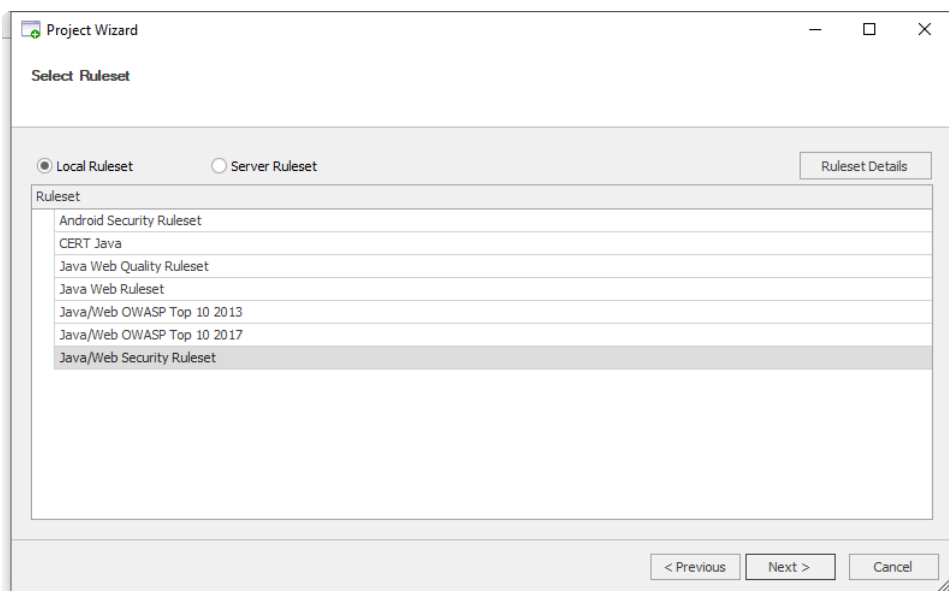 Project Wizard
Select Ruleset
Local Ruleset Server Ruleset Ruleset Details
Ruleset
Android Security Ruleset
CERT Java
Java Web Quality Ruleset
Java Web Ruleset
Java/Web OWASP Top 10 2013
Java/Web OWASP Top 10 2017
Java/Web Security Ruleset
< Previous Next > Cancel